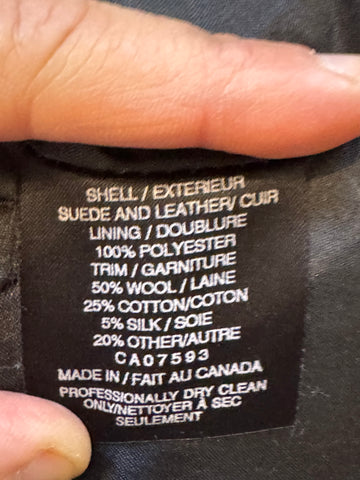 SHELL / EXTERIEUR
SUEDE AND LEATHER/ CUIR
LINING / DOUBLURE
100% POLYESTER
TRIM / GARNITURE
50% WOOL / LAINE
25% COTTON/COTON
5% SILK / SOIE
20% OTHER/AUTRE
CA07593
MADE IN / FAIT AU CANADA
PROFESSIONALLY DRY CLEAN
ONLY/NETTOYER À SEC
SEULEMENT